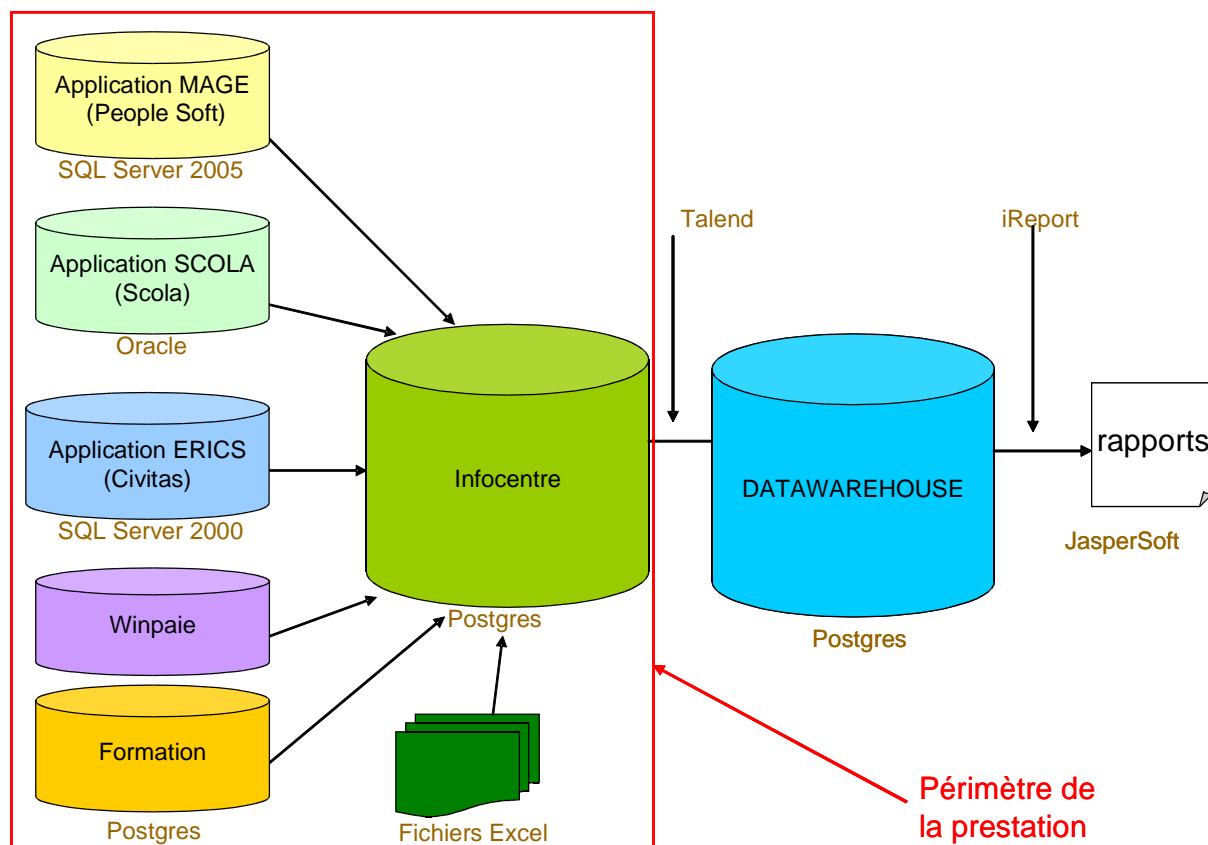 Application MAGE
(People Soft)
SQL Server 2005
Application SCOLA
(Scola)
Oracle
Application ERICS
(Civitas)
SQL Server 2000
Winpaie
Formation
Postgres
Fichiers Excel
Infocentre
Postgres
Talend
DATAWAREHOUSE
Postgres
iReport
rapports
JasperSoft
Périmètre de
la prestation